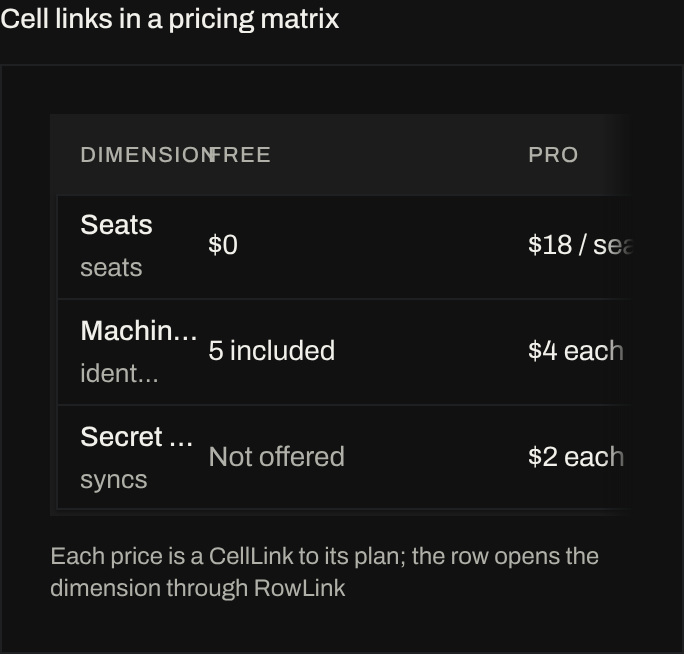 Cell links in a pricing matrix
DIMENSION FREE PRO
Seats
seats
$0 $18 / sea
Machin...
ident...
5 included $4 each
Secret ...
syncs
Not offered $2 each
Each price is a CellLink to its plan; the row opens the
dimension through RowLink